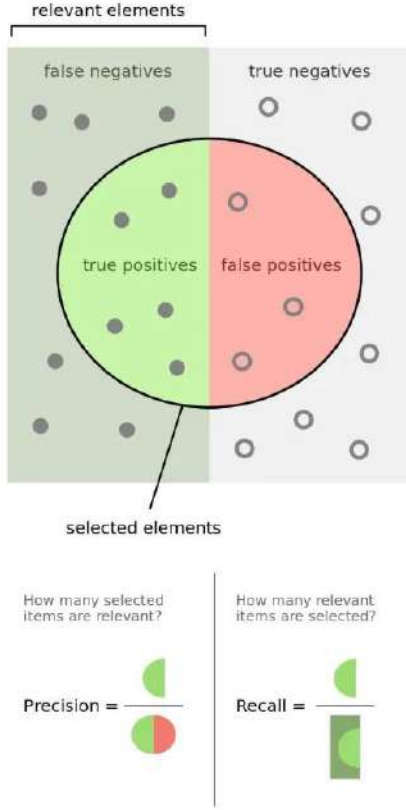 relevant elements
false negatives
true negatives
true positives
false positives
selected elements
How many selected
items are relevant?
Precision =
How many relevant
items are selected?
Recall =